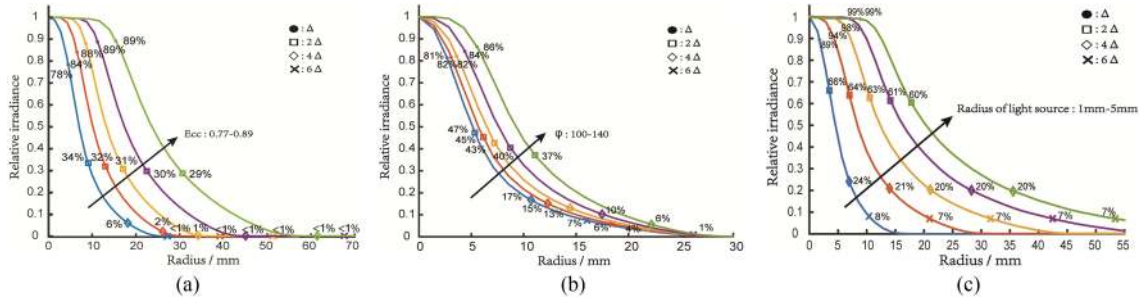 1
0.9
0.8
0.7
0.6
0.5
0.4
0.3
0.2
0.1
0
Relative irradiance
0 10 20 30 40 50 60 70 80
Radius / mm
: Δ
: 2 Δ
: 4 Δ
: 6 Δ
Ecc : 0.77-0.89
89%
89%
88%
84%
78%
34% 32% 31% 30% 29%
6% 2% <1% 1% <1% <1% <1% <1%
(a)
1
0.9
0.8
0.7
0.6
0.5
0.4
0.3
0.2
0.1
0
Relative irradiance
0 5 10 15 20 25 30
Radius / mm
: Δ
: 2 Δ
: 4 Δ
: 6 Δ
φ : 100-140
86%
84%
81%
82% 82%
47%
45%
43% 40% 37%
17% 15% 13% 10% 6%
7% 6% 4% 1%
(b)
1
0.9
0.8
0.7
0.6
0.5
0.4
0.3
0.2
0.1
0
Relative irradiance
0 5 10 15 20 25 30 35 40 45 50 55
Radius / mm
: Δ
: 2 Δ
: 4 Δ
: 6 Δ
Radius of light source : 1mm-5mm
99% 99%
98%
94%
89%
66% 64% 63% 61% 60%
24% 21% 20% 20% 20%
8% 7% 7% 7% 7%
(c)